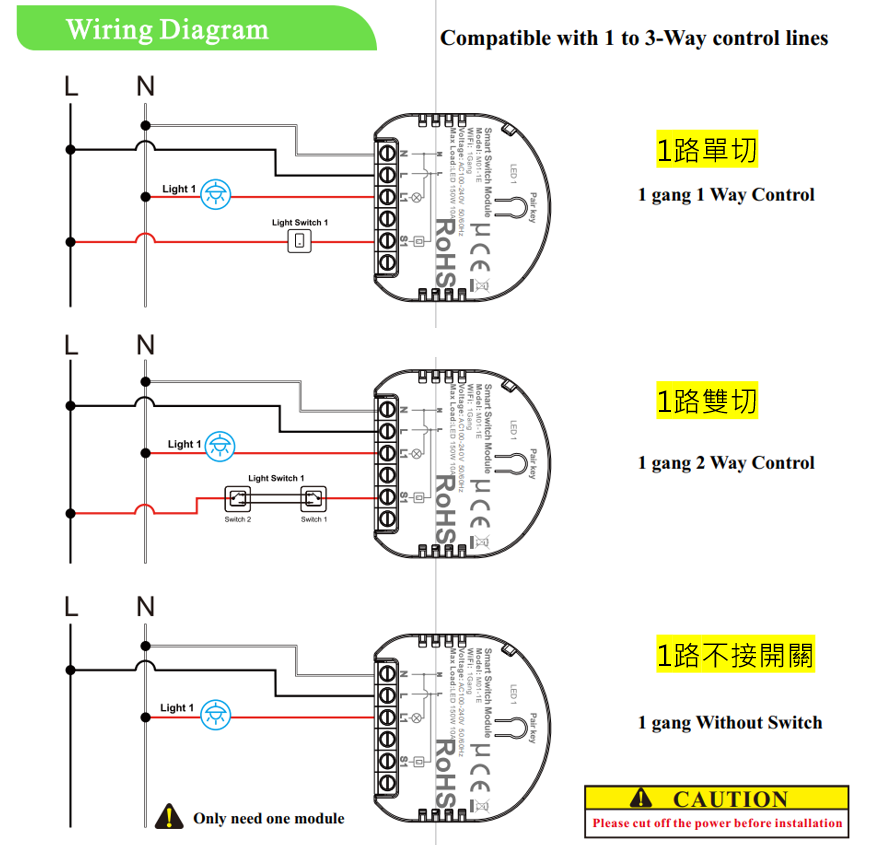 Wiring Diagram
Compatible with 1 to 3-Way control lines
L N
1路單切
1 gang 1 Way Control
Light 1
Light Switch 1
N
L
L1
S1
N
L
Smart Switch Module
Model: M01-1E
WiFi: 1Gang
Voltage: AC100-240V 50/60Hz
Max Load:LED 150W 10A
RoHS
μ CE
LED 1
Pair key
L N
1路雙切
1 gang 2 Way Control
Light 1
Light Switch 1
Switch 2 Switch 1
N
L
L1
S1
N
L
Smart Switch Module
Model: M01-1E
WiFi: 1Gang
Voltage: AC100-240V 50/60Hz
Max Load:LED 150W 10A
RoHS
μ CE
LED 1
Pair key
L N
1路不接開關
1 gang Without Switch
Light 1
N
L
L1
S1
N
L
Smart Switch Module
Model: M01-1E
WiFi: 1Gang
Voltage: AC100-240V 50/60Hz
Max Load:LED 150W 10A
RoHS
μ CE
LED 1
Pair key
Only need one module
CAUTION
Please cut off the power before installation